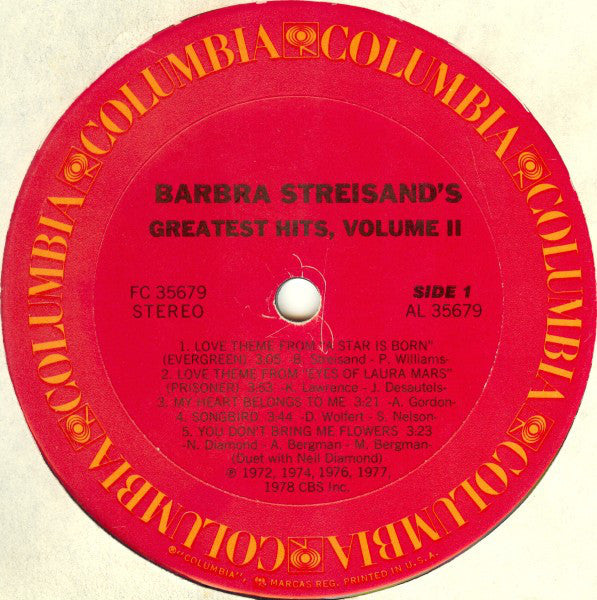 COLUMBIA COLUMBIA COLUMBIA COLUMBIA COLUMBIA COLUMBIA COLUMBIA COLUMBIA
BARBRA STREISAND'S
GREATEST HITS, VOLUME II
FC 35679
STEREO
SIDE 1
AL 35679
1. LOVE THEME FROM "A STAR IS BORN"
(EVERGREEN) 3:05 -B. Streisand - P. Williams-
2. LOVE THEME FROM "EYES OF LAURA MARS"
(PRISONER) 3:53 -K. Lawrence - J. Desautels-
3. MY HEART BELONGS TO ME 3:21 -A. Gordon-
4. SONGBIRD 3:44 -D. Wolfert - S. Nelson-
5. YOU DON'T BRING ME FLOWERS 3:23
-N. Diamond - A. Bergman - M. Bergman-
(Duet with Neil Diamond)
℗ 1972, 1974, 1976, 1977,
1978 CBS Inc.
®"COLUMBIA", MARCAS REG. PRINTED IN U.S.A.